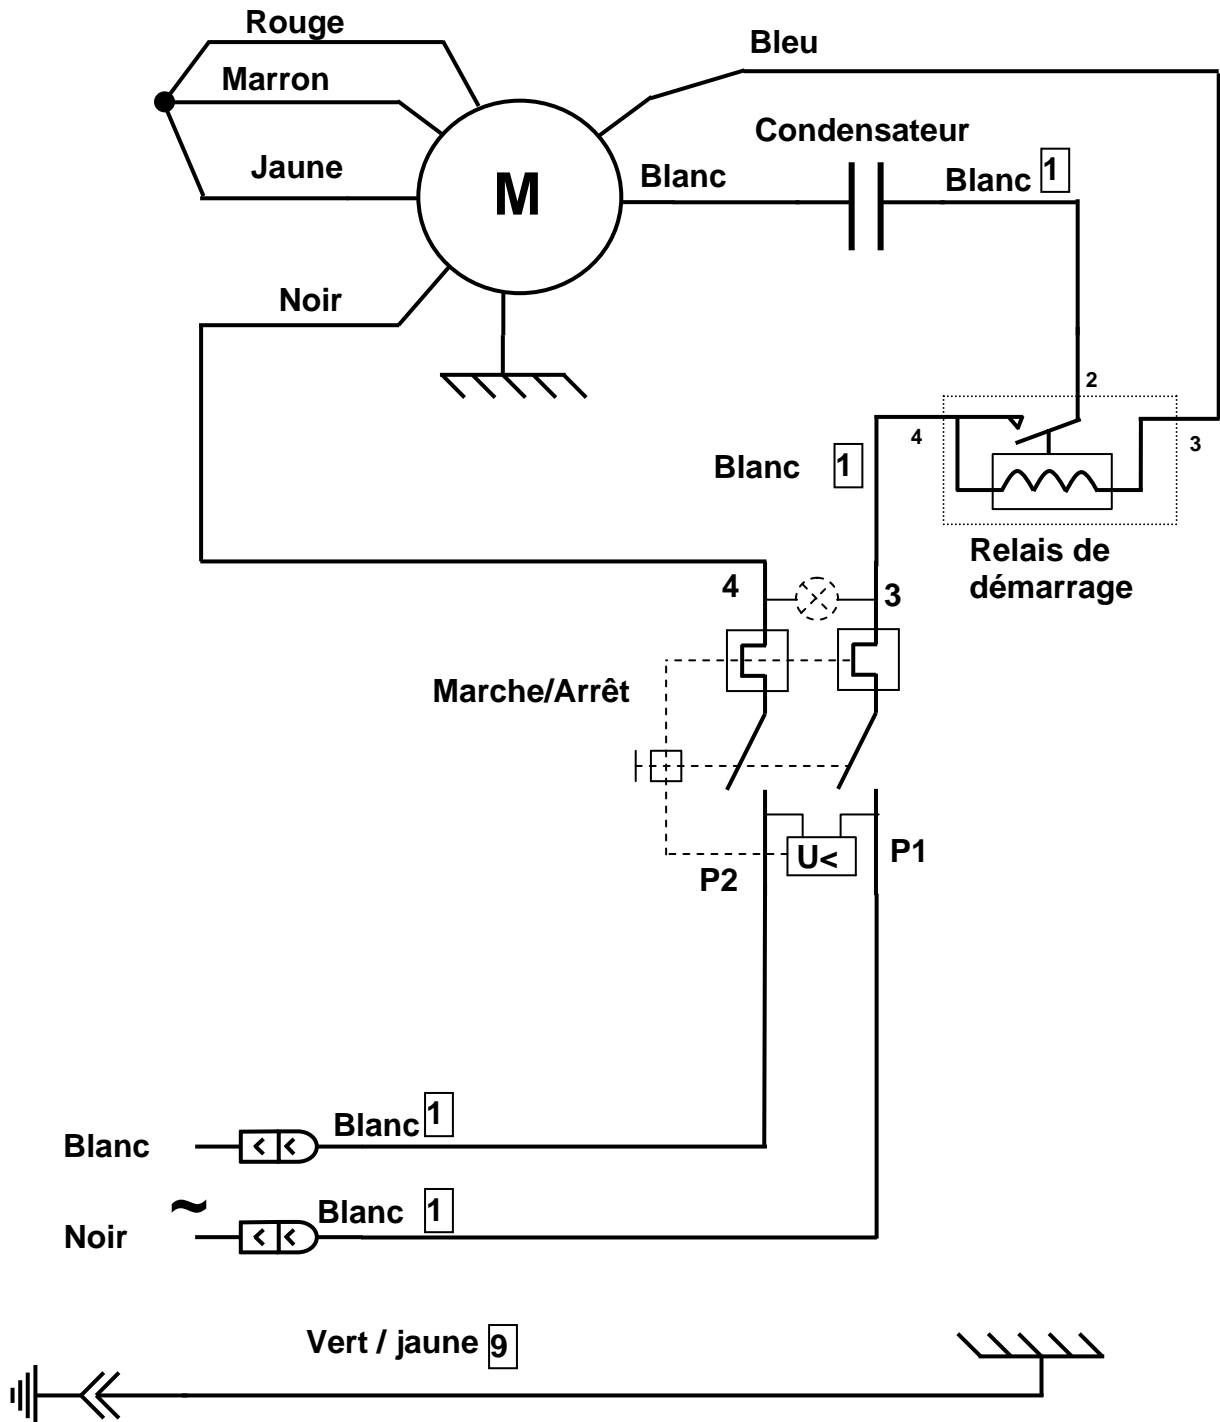 Rouge
Bleu
Marron
Condensateur
Jaune
M
Blanc
Blanc 1
Noir
2
4
3
Blanc 1
Relais de
démarrage
4
3
Marche/Arrêt
U<
P1
P2
Blanc
Blanc 1
~
Noir
Blanc 1
Vert / jaune 9